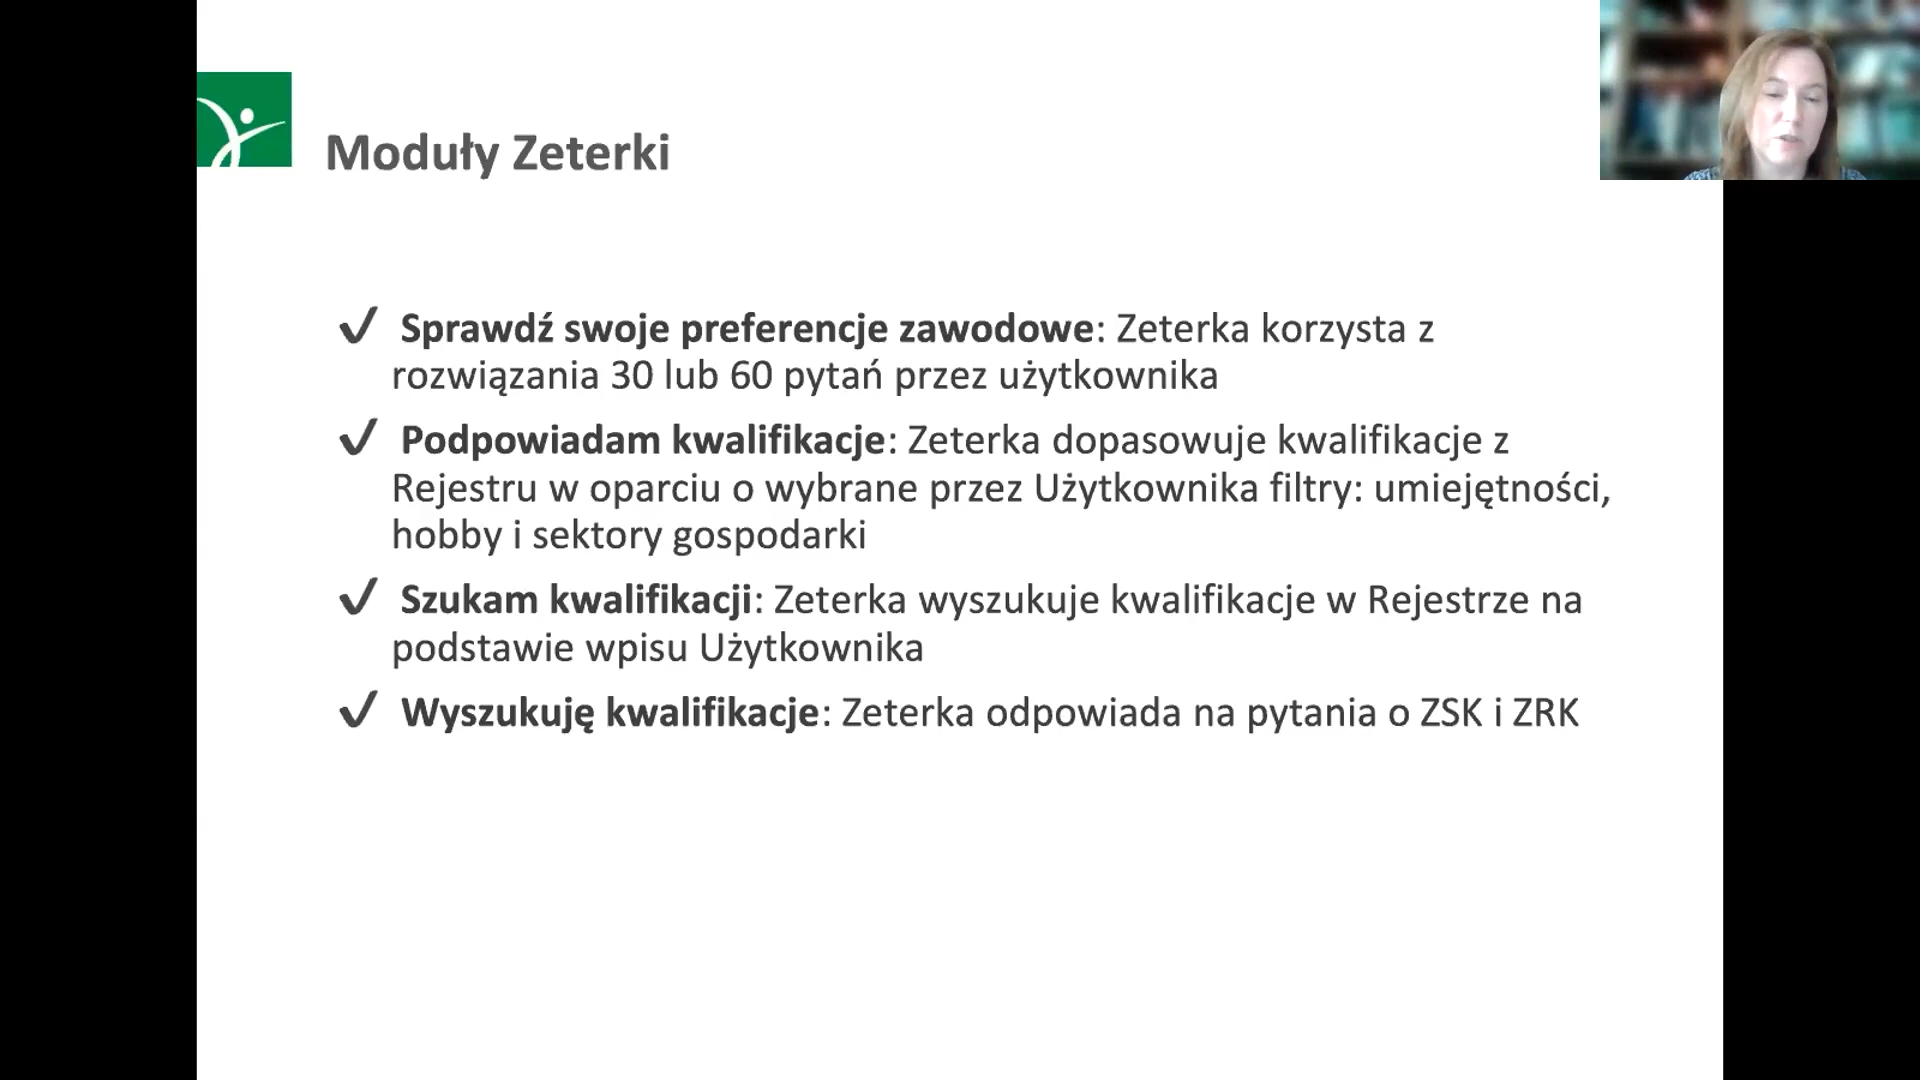 Moduły Zeterki
✔ Sprawdź swoje preferencje zawodowe: Zeterka korzysta z
rozwiązania 30 lub 60 pytań przez użytkownika
✔ Podpowiadam kwalifikacje: Zeterka dopasowuje kwalifikacje z
Rejestru w oparciu o wybrane przez Użytkownika filtry: umiejętności,
hobby i sektory gospodarki
✔ Szukam kwalifikacji: Zeterka wyszukuje kwalifikacje w Rejestrze na
podstawie wpisu Użytkownika
✔ Wyszukuję kwalifikacje: Zeterka odpowiada na pytania o ZSK i ZRK